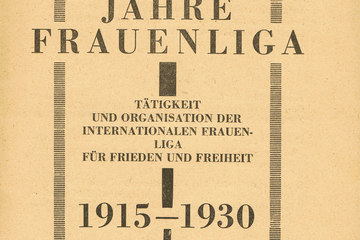 JAHRE
FRAUENLIGA
TÄTIGKEIT
UND ORGANISATION DER
INTERNATIONALEN FRAUEN-
LIGA
FÜR FRIEDEN UND FREIHEIT
1915–1930